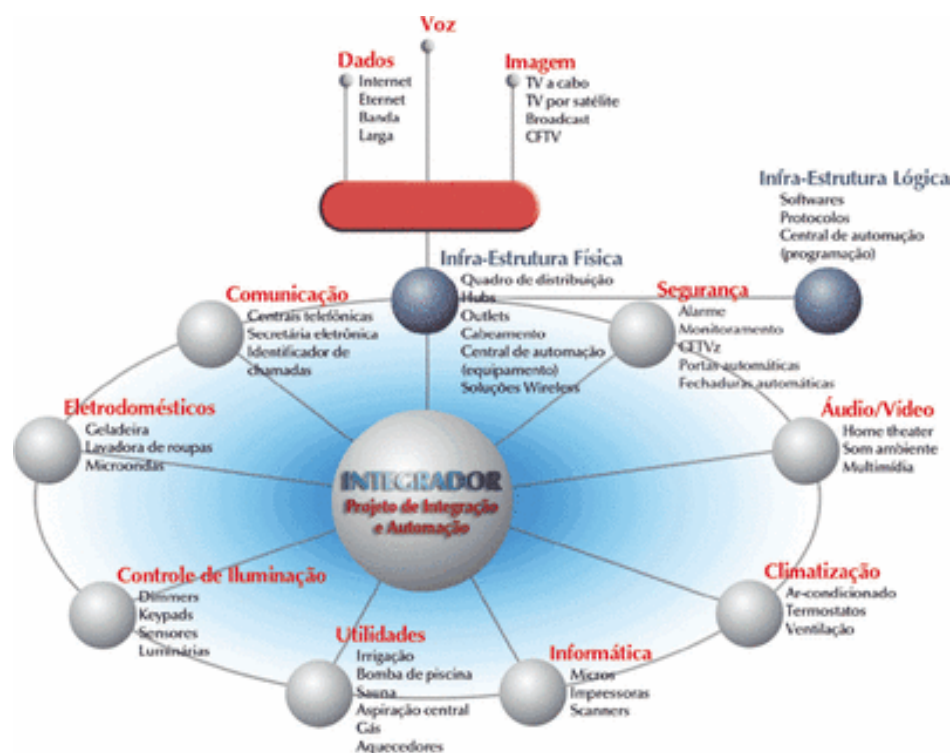 Voz
Dados
Internet
Eternet
Banda
Larga
Imagem
TV a cabo
TV por satélite
Broadcast
CFTV
Infra-Estrutura Lógica
Softwares
Protocolos
Central de automação
(programação)
Infra-Estrutura Física
Quadro de distribuição
Hubs
Outlets
Cabeamento
Central de automação
(equipamento)
Soluções Wireless
Comunicação
Centrais telefônicas
Secretária eletrônica
Identificador de
chamadas
Segurança
Alarme
Monitoramento
CFTVz
Portas automáticas
Fechaduras automáticas
Eletrodomésticos
Geladeira
Lavadora de roupas
Microondas
Áudio/Video
Home theater
Som ambiente
Multimídia
INTEGRADOR
Projeto de Integração
e Automação
Controle de Iluminação
Dimmers
Keypads
Sensores
Luminárias
Climatização
Ar-condicionado
Termostatos
Ventilação
Utilidades
Irrigação
Bomba de piscina
Sauna
Aspiração central
Gás
Aquecedores
Informática
Micros
Impressoras
Scanners